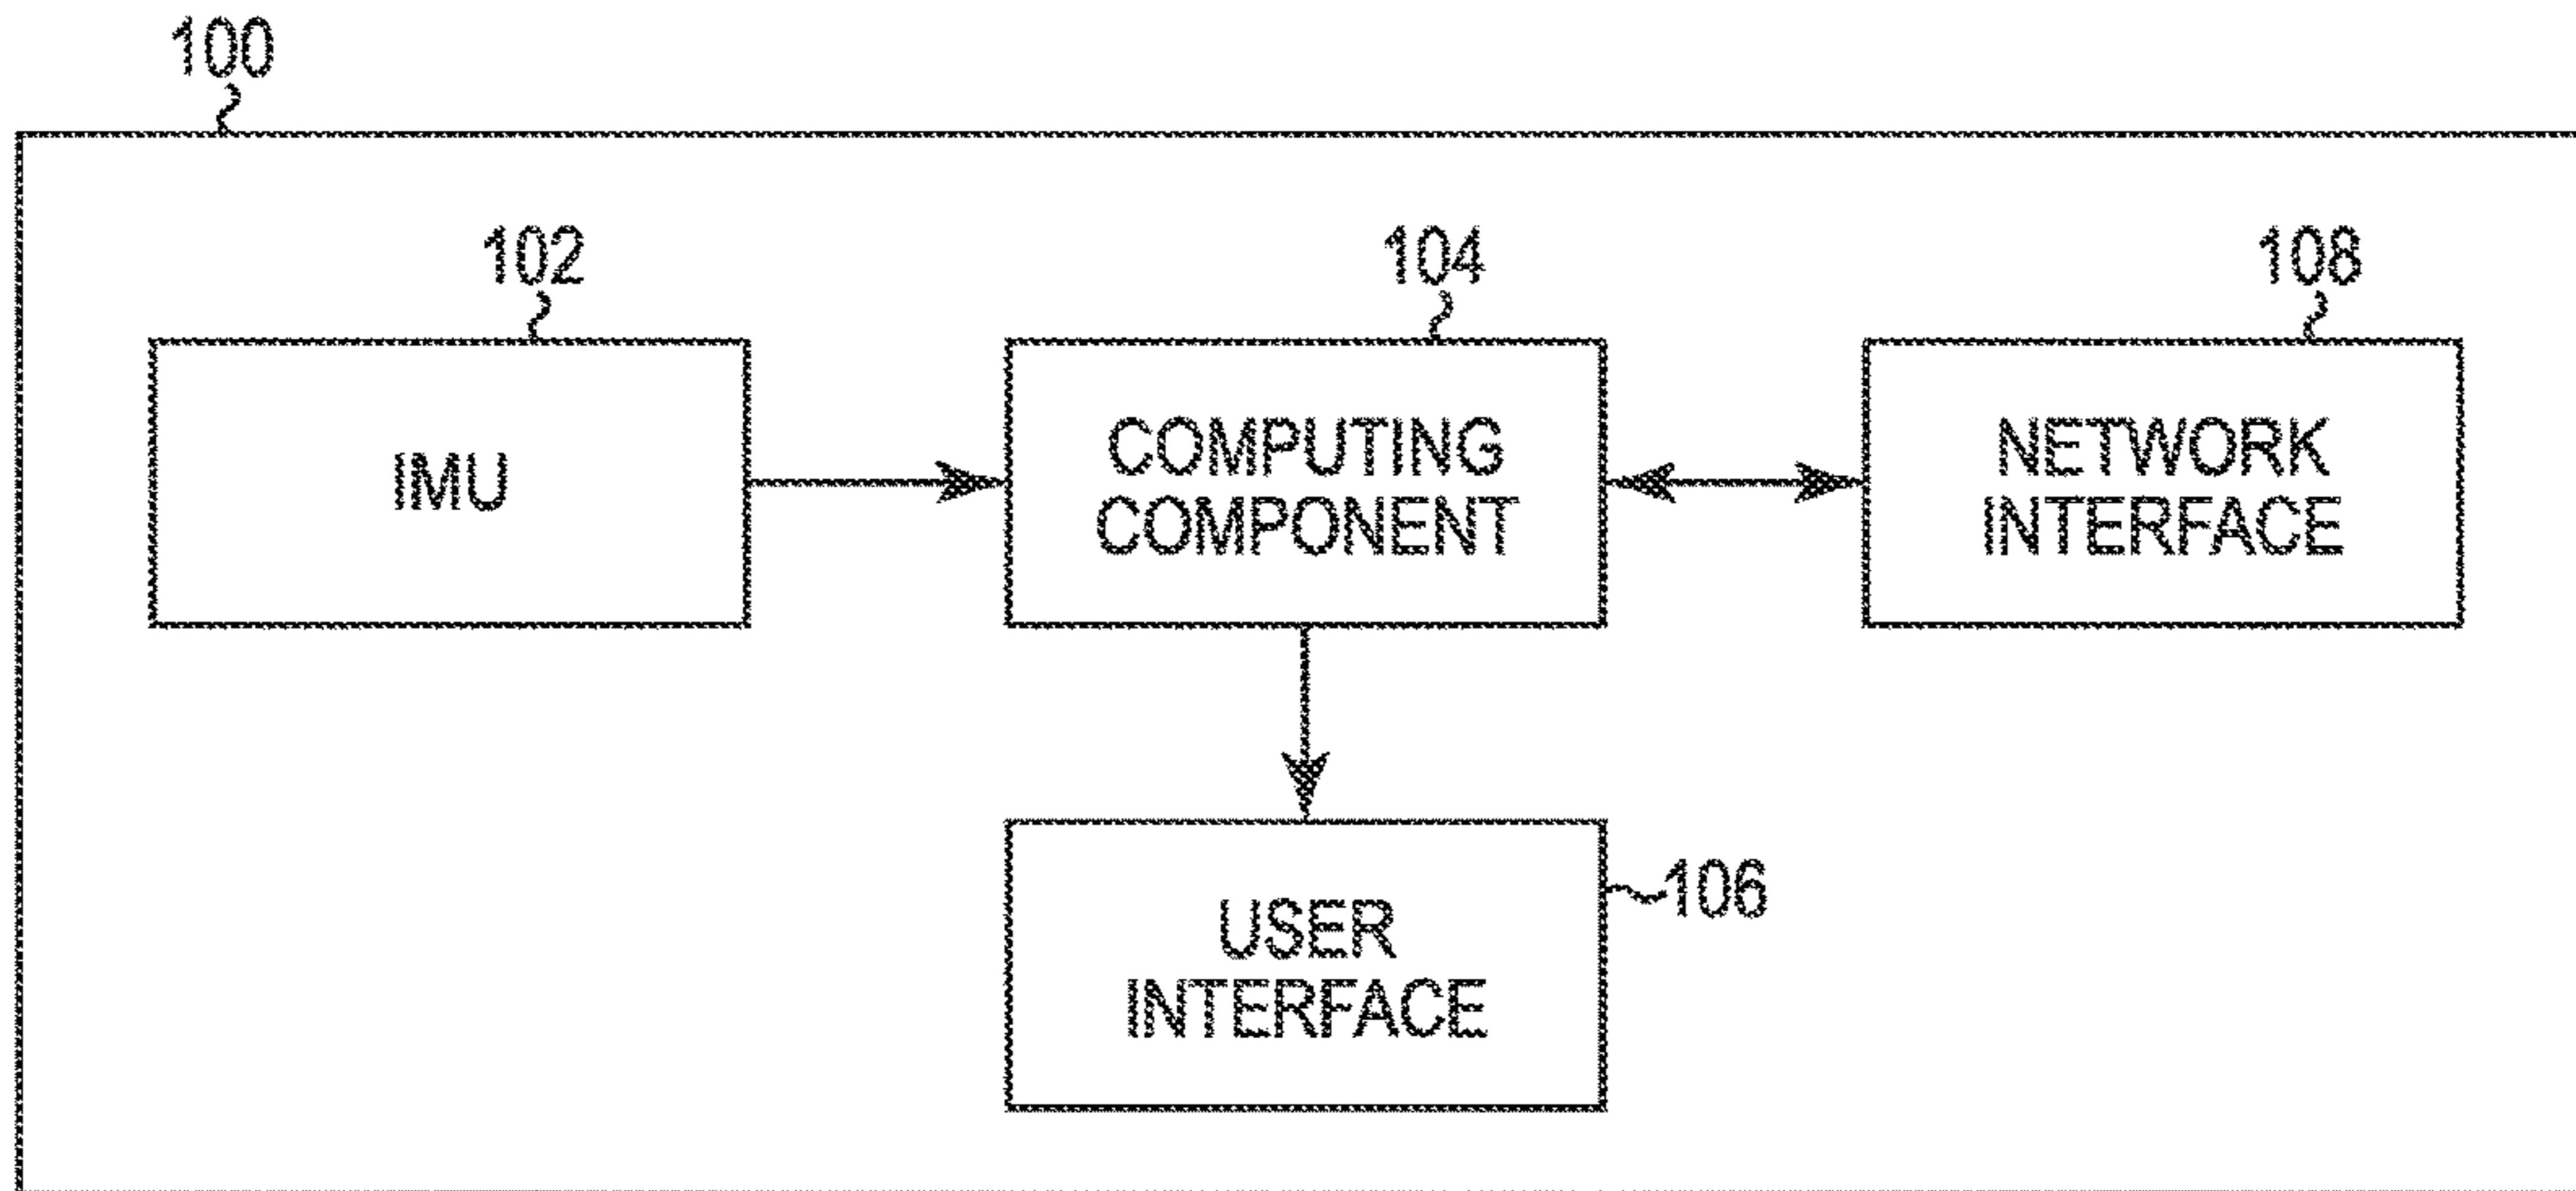 100
102
104
108
IMU
COMPUTING
COMPONENT
NETWORK
INTERFACE
USER
INTERFACE
106